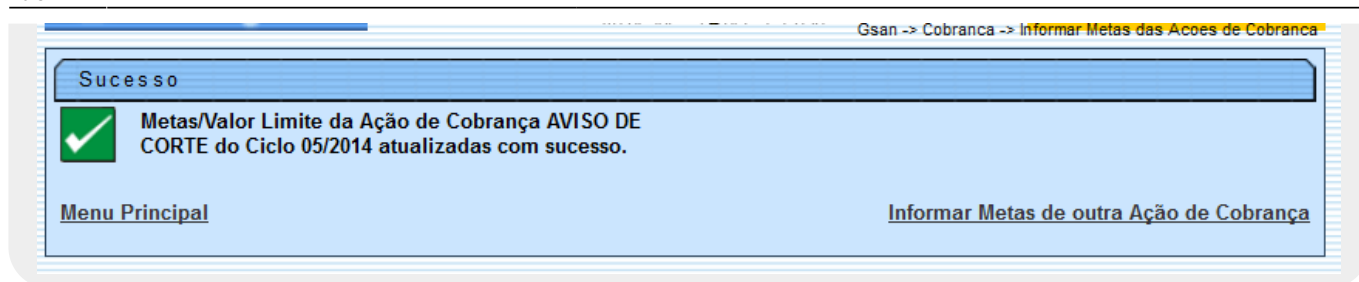 Gsan -> Cobranca -> Informar Metas das Acoes de Cobranca
Sucesso
Metas/Valor Limite da Ação de Cobrança AVISO DE
CORTE do Ciclo 05/2014 atualizadas com sucesso.
Menu Principal
Informar Metas de outra Ação de Cobrança